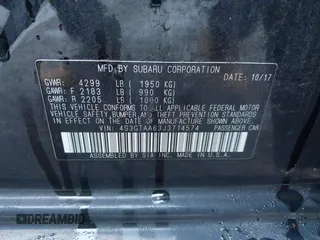 MFD BY SUBARU CORPORATION
DATE: 10/17
GVWR: 4299 LB ( 1950 KG)
GAWR: F 2183 LB ( 990 KG)
GAWR: R 2205 LB ( 1000 KG)
THIS VEHICLE CONFORMS TO ALL APPLICABLE FEDERAL MOTOR
VEHICLE SAFETY, BUMPER, AND THEFT PREVENTION STANDARDS
IN EFFECT ON THE DATE OF MANUFACTURE SHOWN ABOVE.
VIN: 4S3GTAA63J3714574 PASSENGER CAR
ASSEMBLED BY SIA INC. MADE IN U.S.A.
DREAMBID